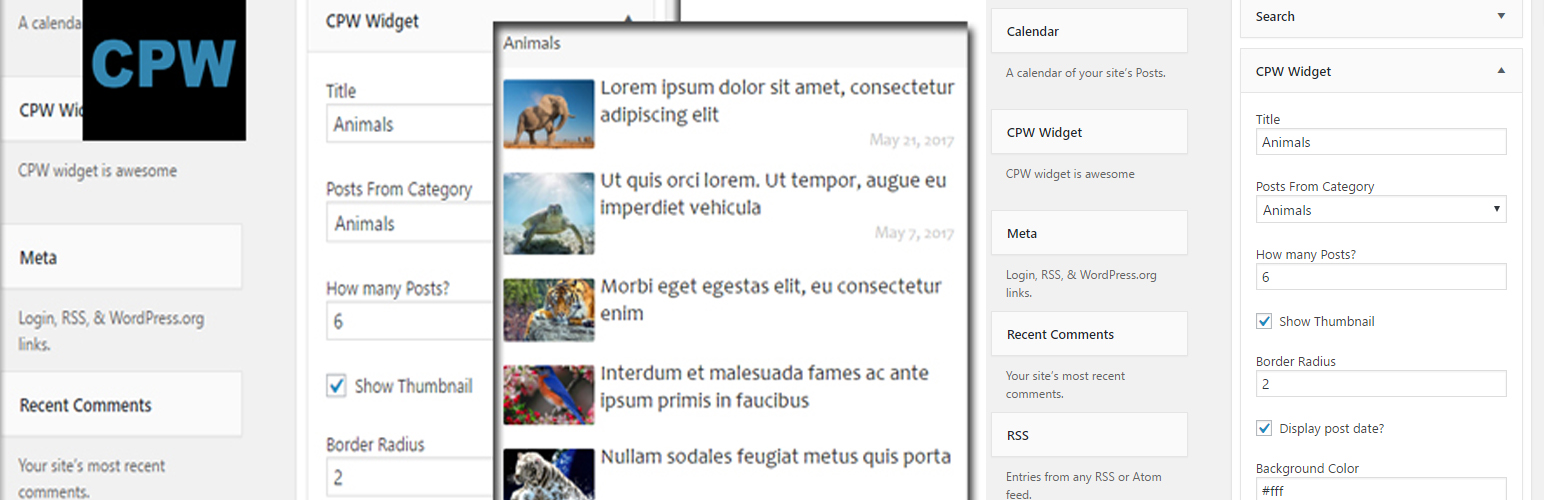 A calenda
CPW
CPW Wid
CPW widget is awesome
Meta
Login, RSS, & WordPress.org
links.
Recent Comments
Your site's most recent
comments.
CPW Widget
Title
Animals
Posts From Category
Animals
How many Posts?
6
Show Thumbnail
Border Radius
2
Animals
Lorem ipsum dolor sit amet, consectetur
adipiscing elit
May 21, 2017
Ut quis orci lorem. Ut tempor, augue eu
imperdiet vehicula
May 7, 2017
Morbi eget egestas elit, eu consectetur
enim
Interdum et malesuada fames ac ante
ipsum primis in faucibus
Nullam sodales feugiat metus quis porta
Calendar
A calendar of your site's Posts.
CPW Widget
CPW widget is awesome
Meta
Login, RSS, & WordPress.org
links.
Recent Comments
Your site's most recent
comments.
RSS
Entries from any RSS or Atom
feed.
Search
CPW Widget
Title
Animals
Posts From Category
Animals
How many Posts?
6
Show Thumbnail
Border Radius
2
Display post date?
Background Color
#fff